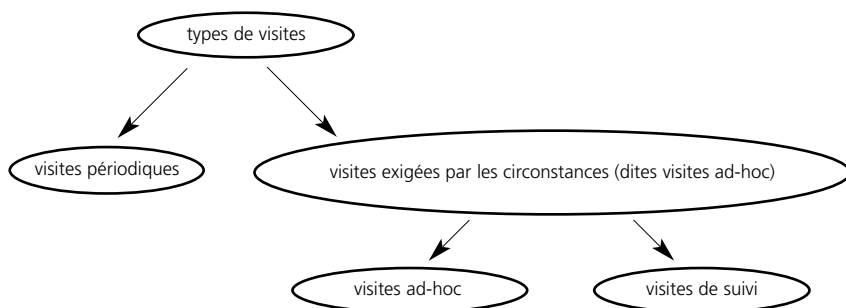 types de visites
visites périodiques
visites exigées par les circonstances (dites visites ad-hoc)
visites ad-hoc
visites de suivi